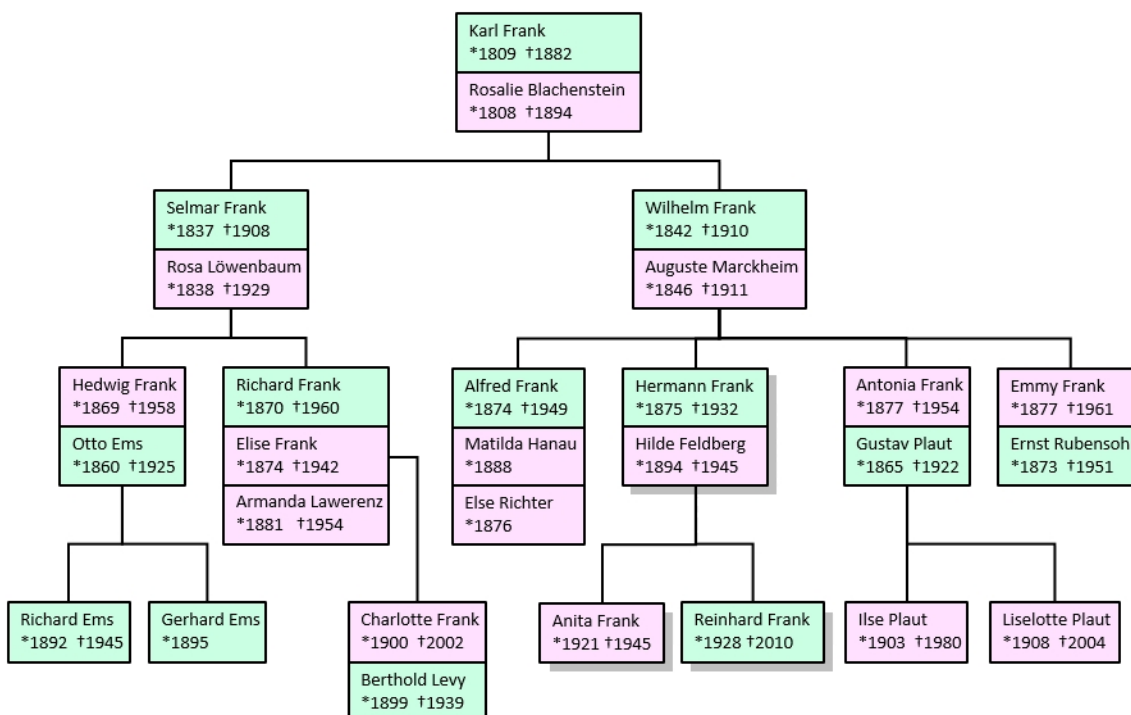 Karl Frank
*1809 †1882
Rosalie Blachenstein
*1808 †1894
Selmar Frank
*1837 †1908
Rosa Löwenbaum
*1838 †1929
Wilhelm Frank
*1842 †1910
Auguste Marckheim
*1846 †1911
Hedwig Frank
*1869 †1958
Otto Ems
*1860 †1925
Richard Frank
*1870 †1960
Elise Frank
*1874 †1942
Armanda Lawerenz
*1881 †1954
Alfred Frank
*1874 †1949
Matilda Hanau
*1888
Else Richter
*1876
Hermann Frank
*1875 †1932
Hilde Feldberg
*1894 †1945
Antonia Frank
*1877 †1954
Gustav Plaut
*1865 †1922
Emmy Frank
*1877 †1961
Ernst Rubensoh
*1873 †1951
Richard Ems
*1892 †1945
Gerhard Ems
*1895
Charlotte Frank
*1900 †2002
Berthold Levy
*1899 †1939
Anita Frank
*1921 †1945
Reinhard Frank
*1928 †2010
Ilse Plaut
*1903 †1980
Liselotte Plaut
*1908 †2004